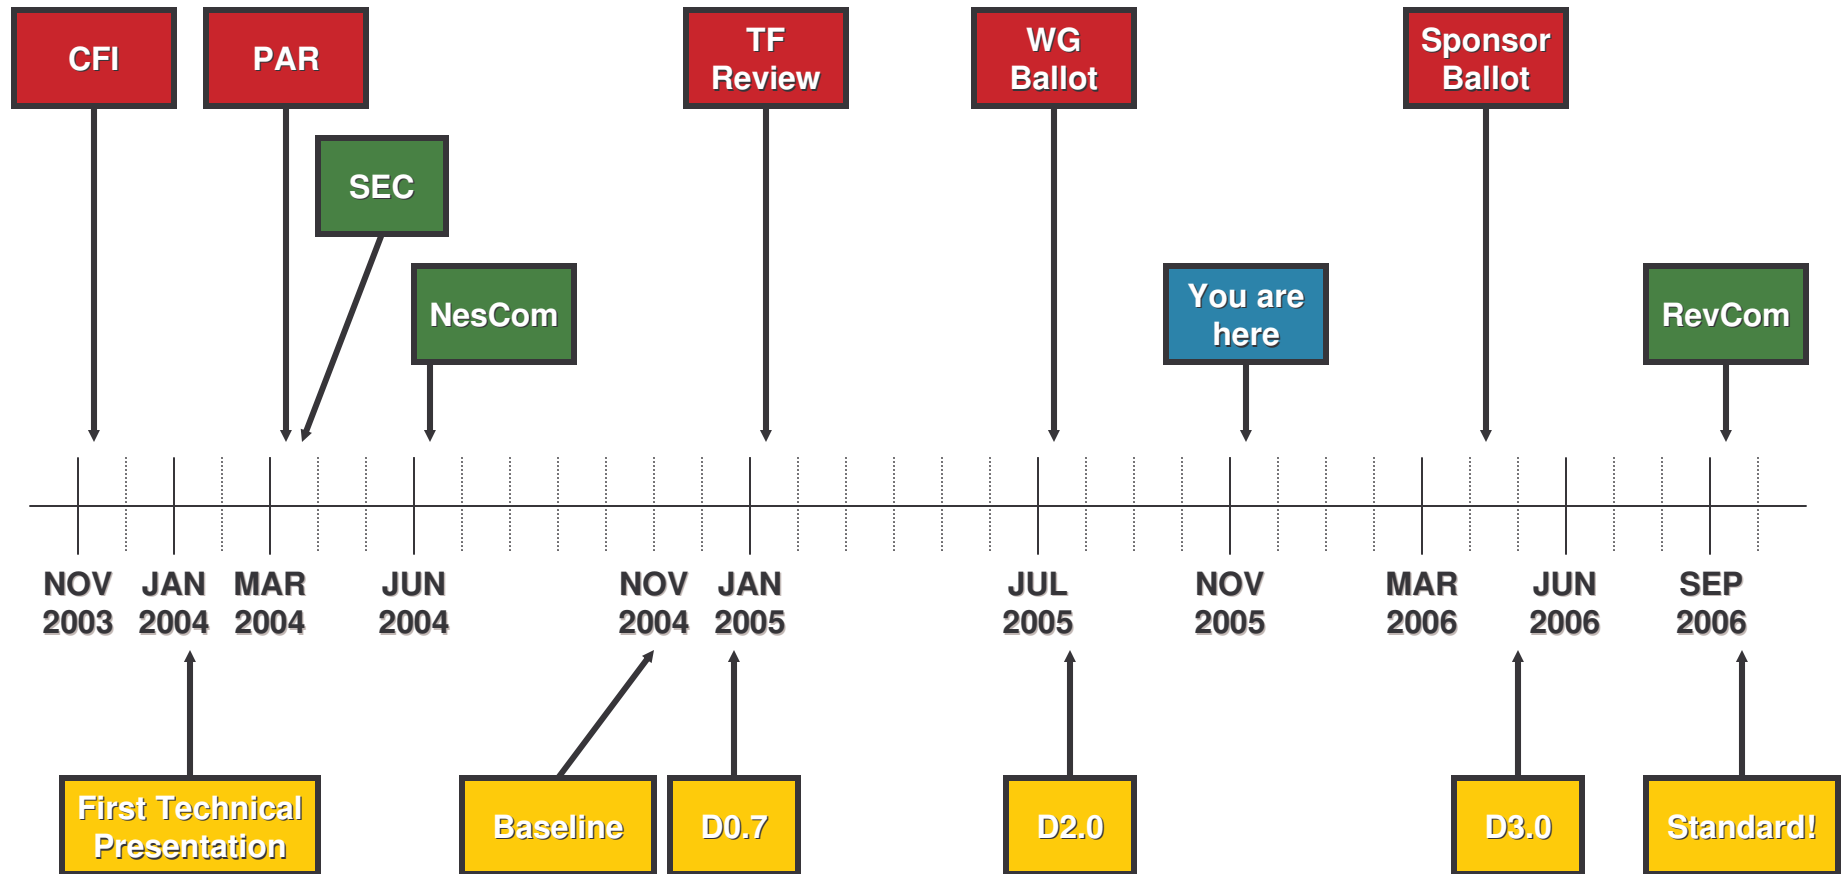 CFI
PAR
TF
Review
WG
Ballot
Sponsor
Ballot
SEC
NesCom
You are
here
RevCom
NOV
2003
JAN
2004
MAR
2004
JUN
2004
NOV
2004
JAN
2005
JUL
2005
NOV
2005
MAR
2006
JUN
2006
SEP
2006
First Technical
Presentation
Baseline
D0.7
D2.0
D3.0
Standard!